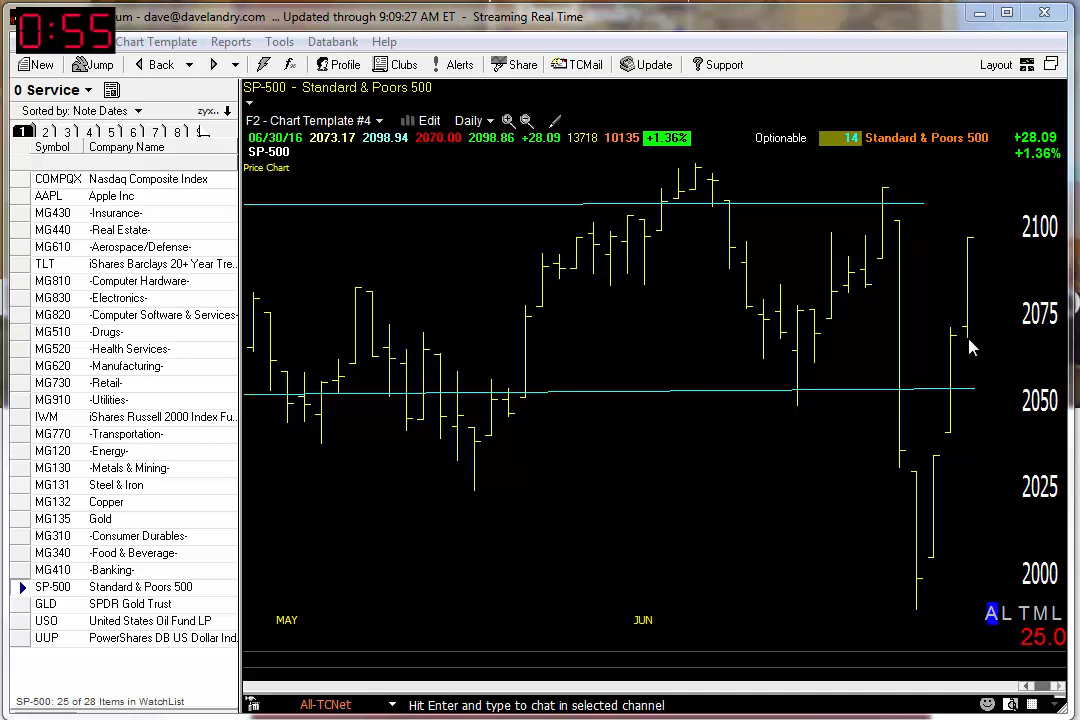 0:55
um - dave@davelandry.com ... Updated through 9:09:27 AM ET - Streaming Real Time
Chart Template Reports Tools Databank Help
New Jump Back Profile Clubs Alerts Share TCMail Update Support Layout
0 Service
SP-500 - Standard & Poors 500
Sorted by: Note Dates zyx..
F2 - Chart Template #4 Edit Daily
1 2 3 4 5 6 7 8
06/30/16 2073.17 2098.94 2070.00 2098.86 +28.09 13718 10135 +1.36% Optionable 14 Standard & Poors 500 +28.09
+1.36%
Symbol Company Name
SP-500
Price Chart
COMPQX Nasdaq Composite Index
AAPL Apple Inc
MG430 -Insurance-
MG440 -Real Estate-
MG610 -Aerospace/Defense-
TLT iShares Barclays 20+ Year Tre..
MG810 -Computer Hardware-
MG830 -Electronics-
MG820 -Computer Software & Services-
MG510 -Drugs-
MG520 -Health Services-
MG620 -Manufacturing-
MG730 -Retail-
MG910 -Utilities-
IWM iShares Russell 2000 Index Fu..
MG770 -Transportation-
MG120 -Energy-
MG130 -Metals & Mining-
MG131 Steel & Iron
MG132 Copper
MG135 Gold
MG310 -Consumer Durables-
MG340 -Food & Beverage-
MG410 -Banking-
SP-500 Standard & Poors 500
GLD SPDR Gold Trust
USO United States Oil Fund LP
UUP PowerShares DB US Dollar Ind.
2100
2075
2050
2025
2000
MAY JUN
A L T M L
25.0
SP-500: 25 of 28 Items in WatchList
All-TCNet Hit Enter and type to chat in selected channel